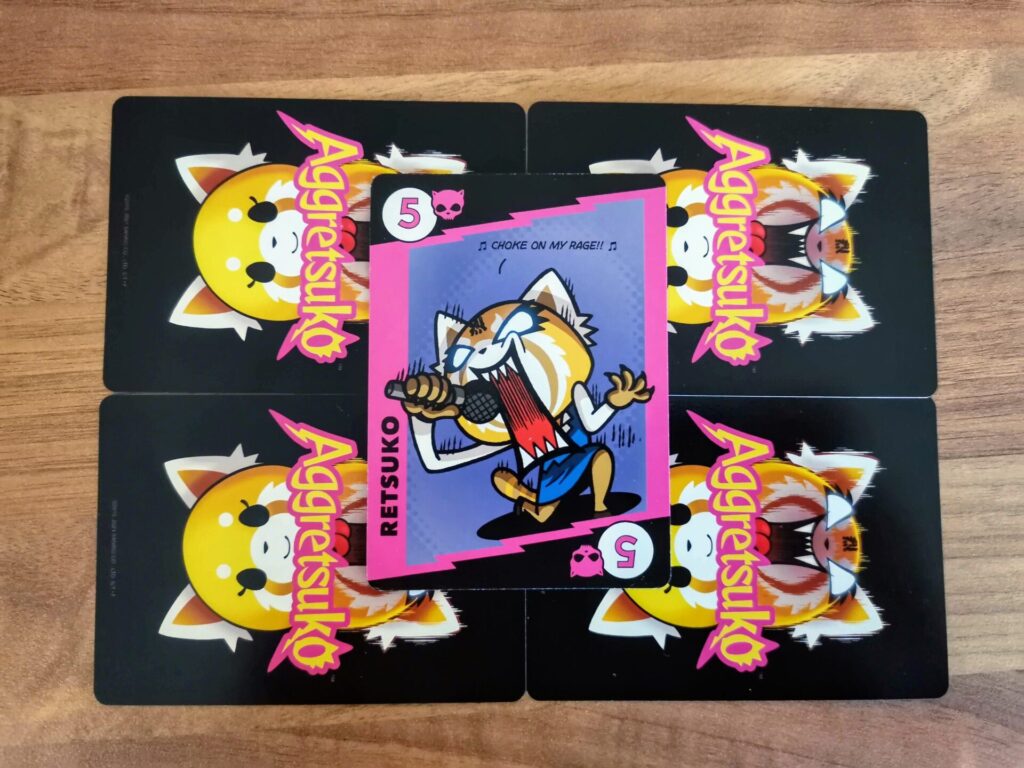 Aggretsuko
Aggretsuko
5
♫ CHOKE ON MY RAGE!! ♫
RETSUKO
5
Aggretsuko
Aggretsuko